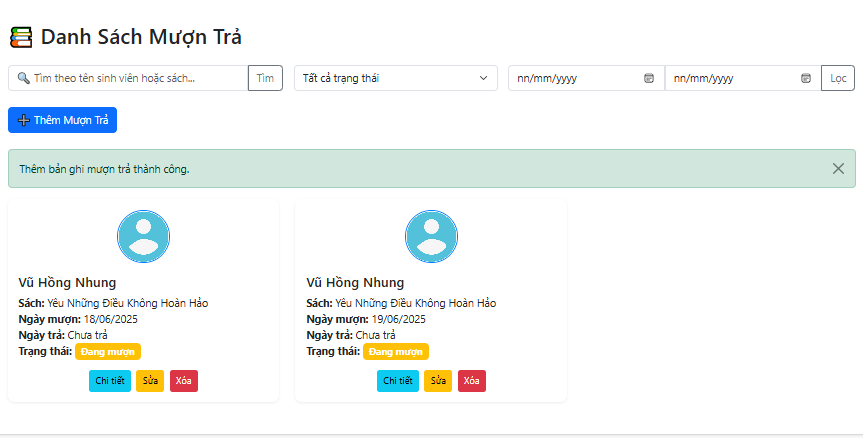 Danh Sách Mượn Trả
Tìm theo tên sinh viên hoặc sách... Tìm Tất cả trạng thái nn/mm/yyyy nn/mm/yyyy Lọc
Thêm Mượn Trả
Thêm bản ghi mượn trả thành công.
Vũ Hồng Nhung
Sách: Yêu Những Điều Không Hoàn Hảo
Ngày mượn: 18/06/2025
Ngày trả: Chưa trả
Trạng thái: Đang mượn
Chi tiết Sửa Xóa
Vũ Hồng Nhung
Sách: Yêu Những Điều Không Hoàn Hảo
Ngày mượn: 19/06/2025
Ngày trả: Chưa trả
Trạng thái: Đang mượn
Chi tiết Sửa Xóa